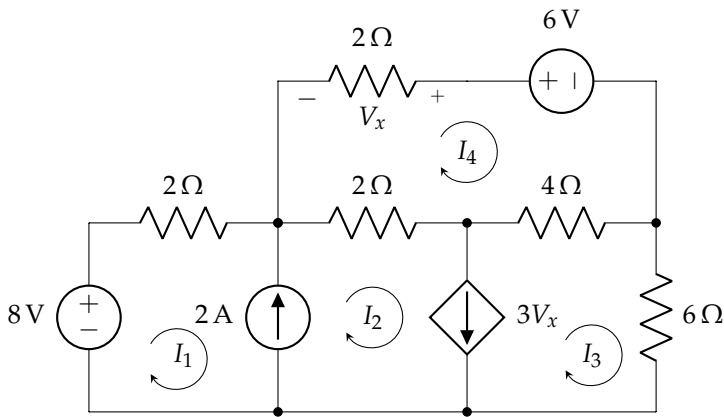 2 Ω
6 V
+ −
− +
V_x
I_4
2 Ω
2 Ω
4 Ω
8 V
+
−
2 A
I_2
3V_x
6 Ω
I_1
I_3